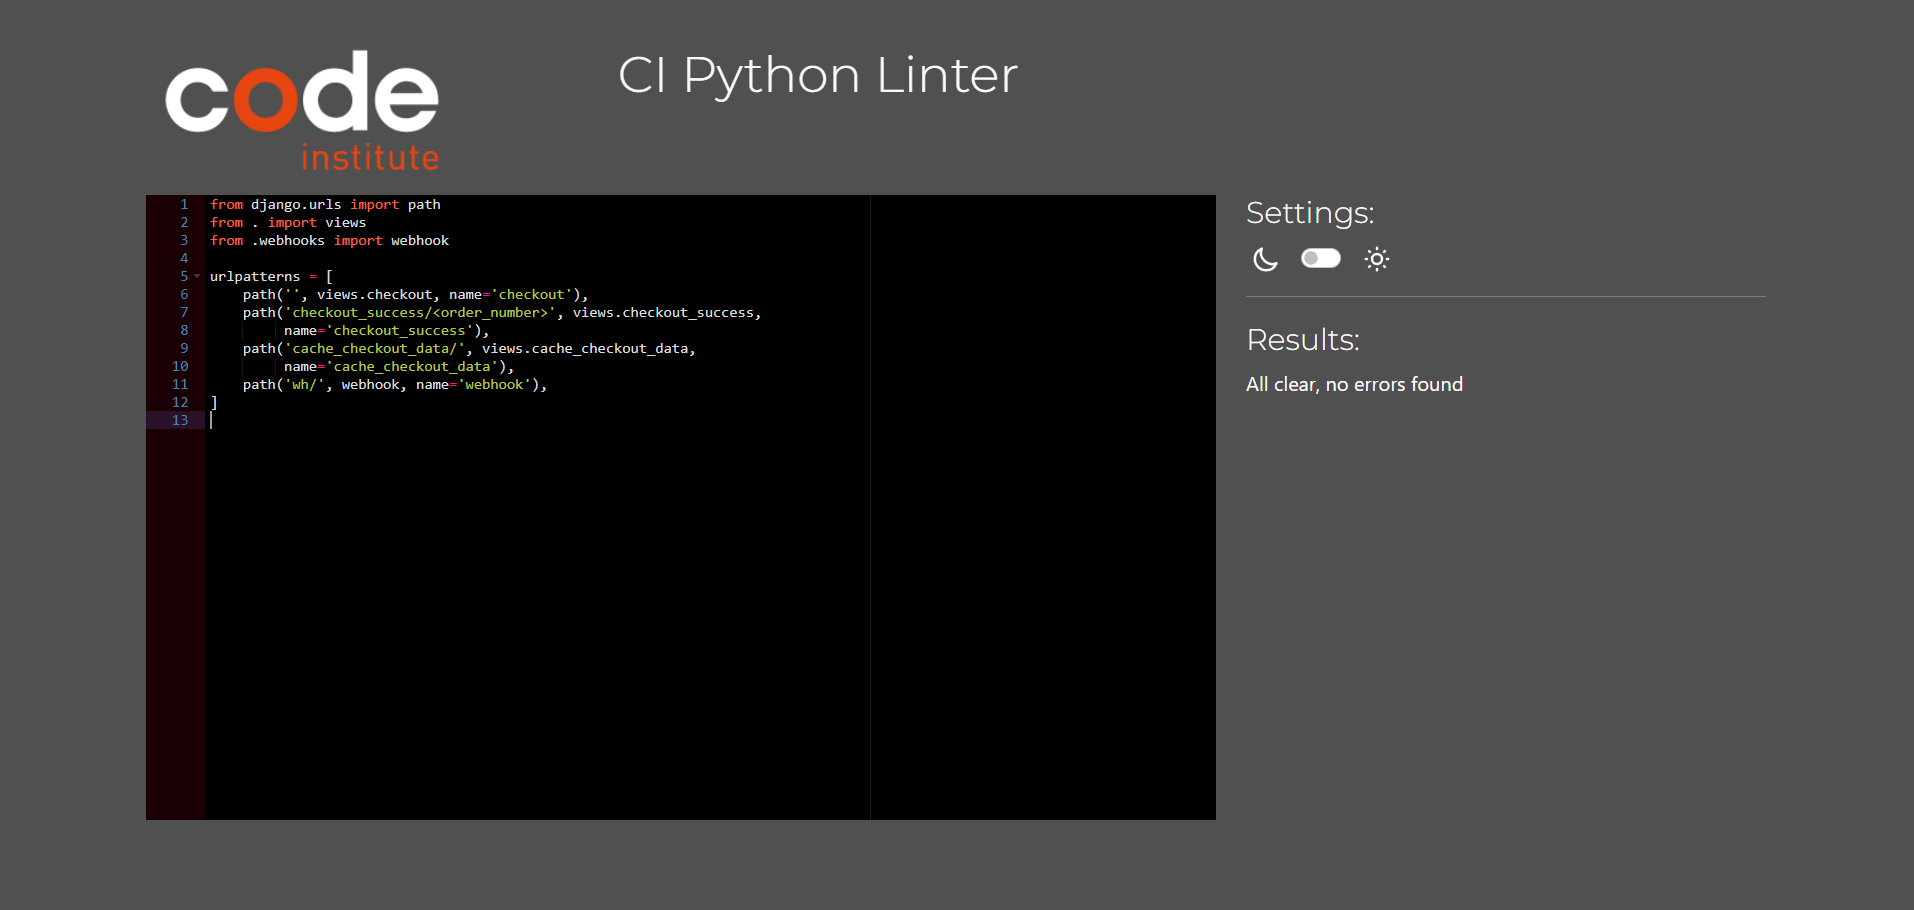 code
institute
CI Python Linter
1 from django.urls import path
2 from . import views
3 from .webhooks import webhook
4
5 urlpatterns = [
6     path('', views.checkout, name='checkout'),
7     path('checkout_success/<order_number>', views.checkout_success,
8          name='checkout_success'),
9     path('cache_checkout_data/', views.cache_checkout_data,
10          name='cache_checkout_data'),
11     path('wh/', webhook, name='webhook'),
12 ]
13
Settings:
Results:
All clear, no errors found